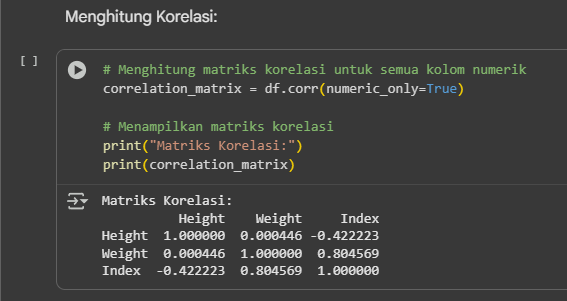 Menghitung Korelasi:
[ ]
# Menghitung matriks korelasi untuk semua kolom numerik
correlation_matrix = df.corr(numeric_only=True)
# Menampilkan matriks korelasi
print("Matriks Korelasi:")
print(correlation_matrix)
Matriks Korelasi:
Height Weight Index
Height 1.000000 0.000446 -0.422223
Weight 0.000446 1.000000 0.804569
Index -0.422223 0.804569 1.000000